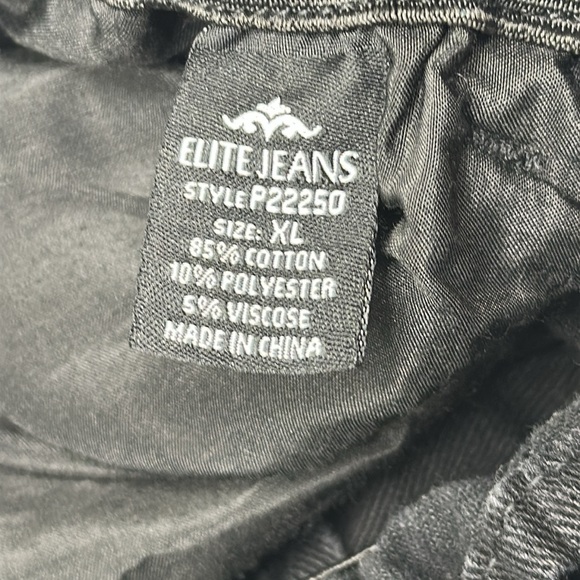 ELITE JEANS
STYLE P22250
SIZE: XL
85% COTTON
10% POLYESTER
5% VISCOSE
MADE IN CHINA